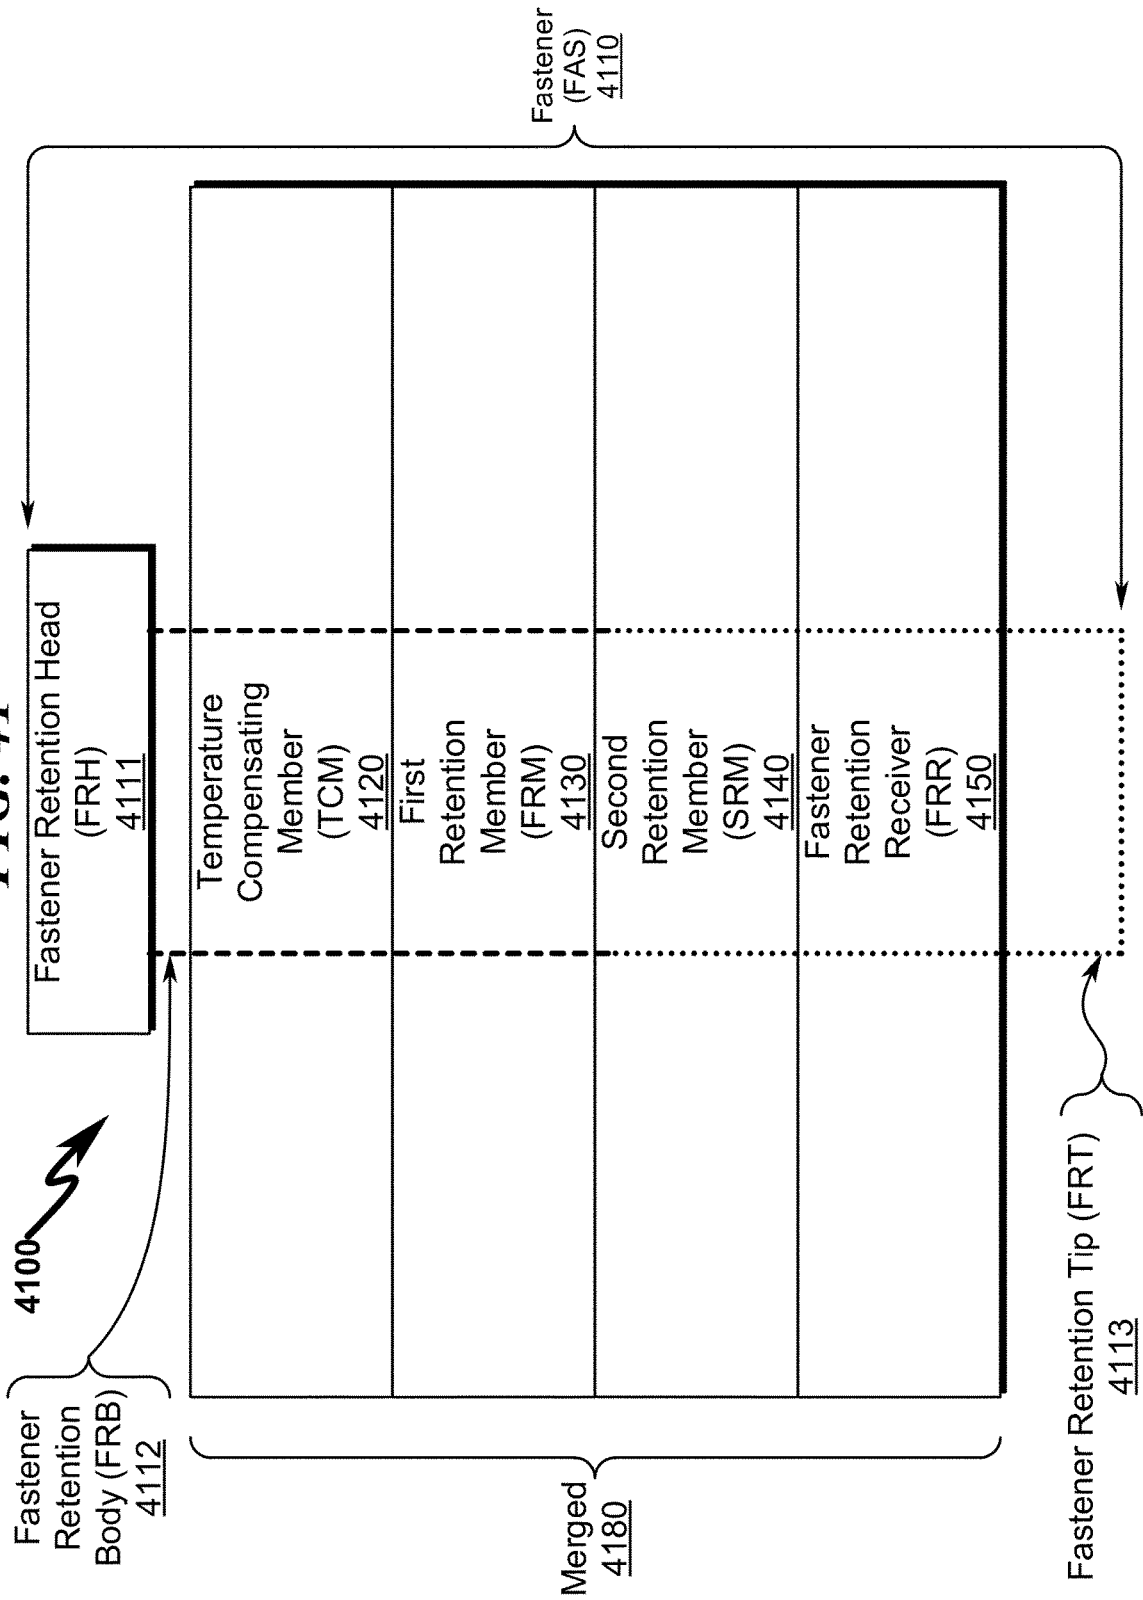 Fastener Retention Head
(FRH)
4111
4100
Fastener
Retention
Body (FRB)
4112
Fastener
(FAS)
4110
Temperature
Compensating
Member
(TCM)
4120
First
Retention
Member
(FRM)
4130
Second
Retention
Member
(SRM)
4140
Fastener
Retention
Receiver
(FRR)
4150
Merged
4180
Fastener Retention Tip (FRT)
4113